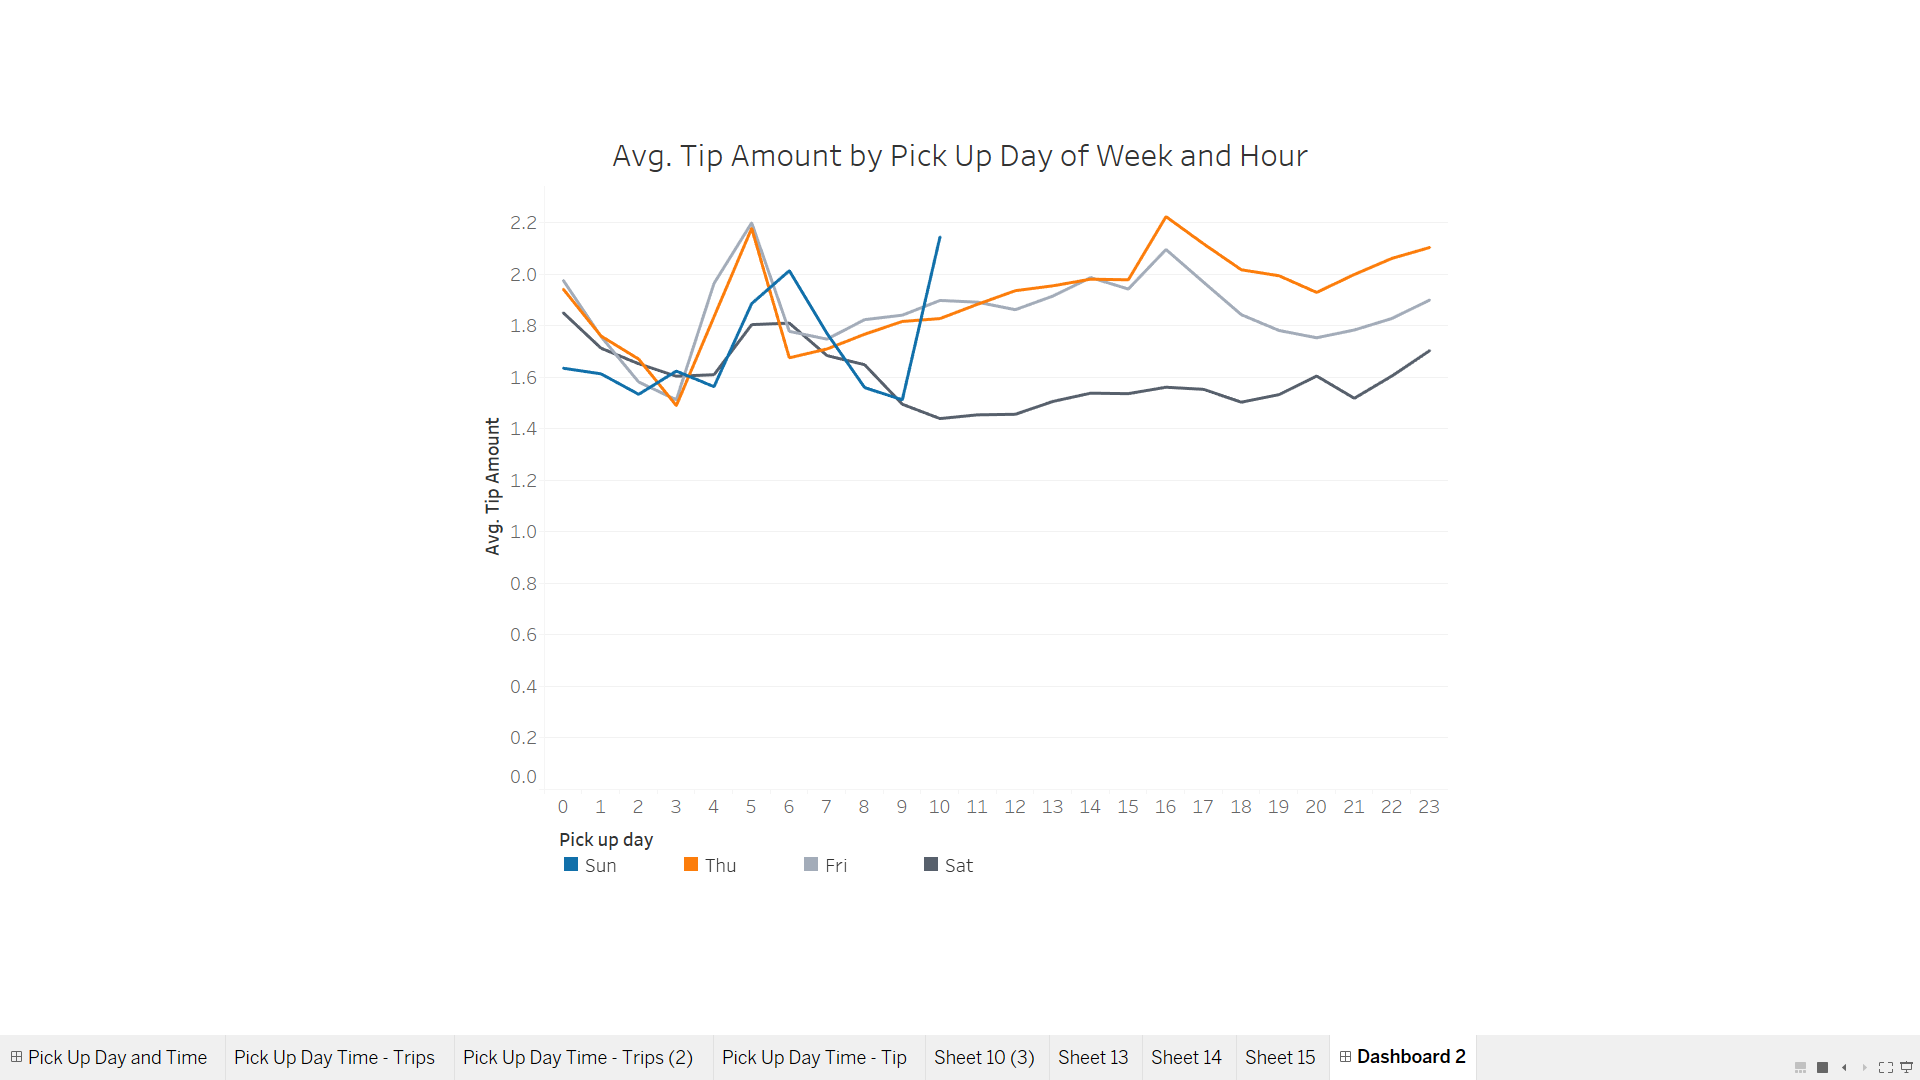 Avg. Tip Amount by Pick Up Day of Week and Hour
Avg. Tip Amount
2.2
2.0
1.8
1.6
1.4
1.2
1.0
0.8
0.6
0.4
0.2
0.0
0 1 2 3 4 5 6 7 8 9 10 11 12 13 14 15 16 17 18 19 20 21 22 23
Pick up day
Sun Thu Fri Sat
Pick Up Day and Time Pick Up Day Time - Trips Pick Up Day Time - Trips (2) Pick Up Day Time - Tip Sheet 10 (3) Sheet 13 Sheet 14 Sheet 15 Dashboard 2